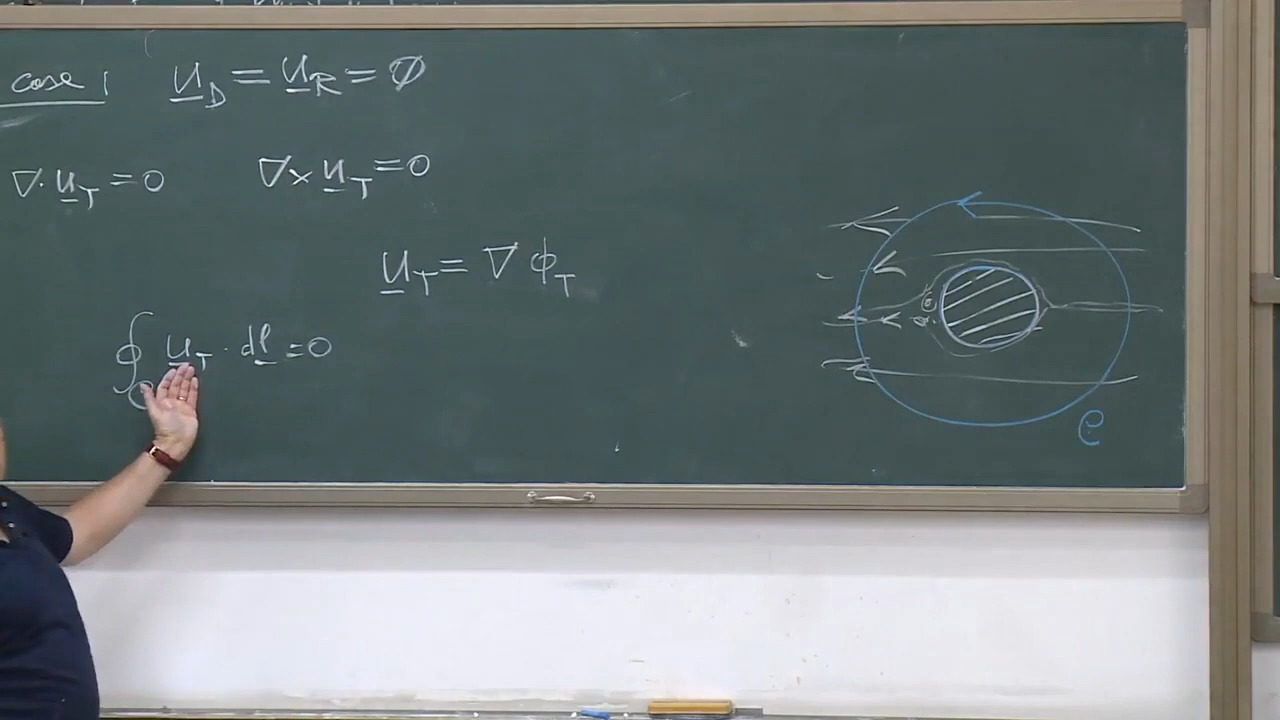 case 1 u_D = u_R = ∅
∇· u_T = 0 ∇× u_T = 0
u_T = ∇ ϕ_T
∮ u_T · dl = 0
C